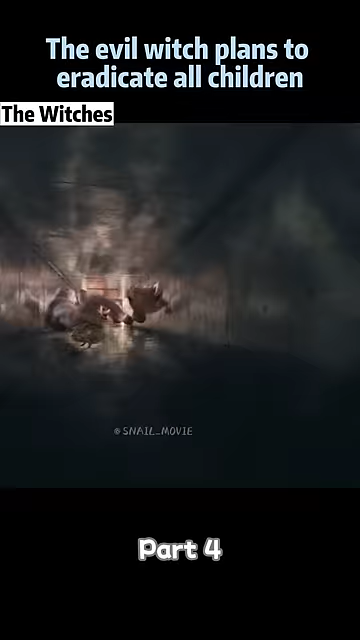 The evil witch plans to
eradicate all children
The Witches
@SNAIL_MOVIE
Part 4